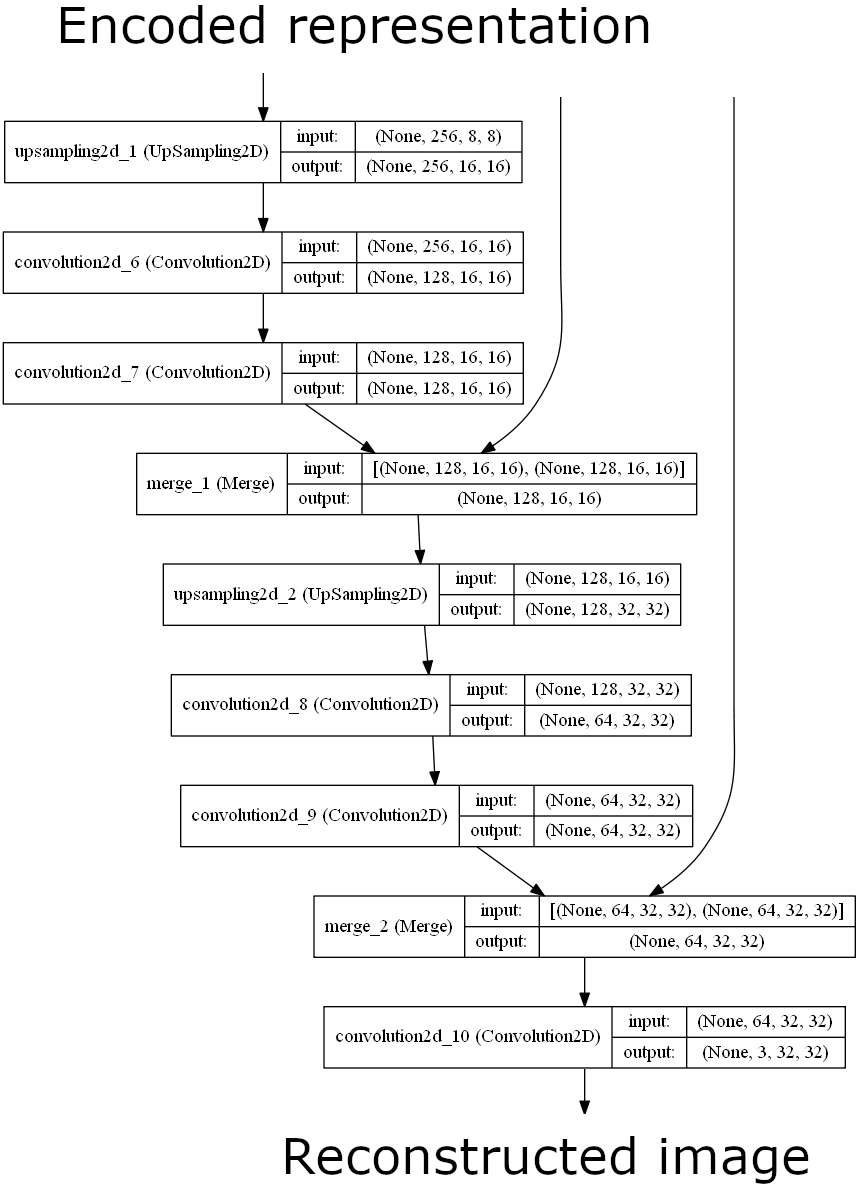 Encoded representation
upsampling2d_1 (UpSampling2D)
input: (None, 256, 8, 8)
output: (None, 256, 16, 16)
convolution2d_6 (Convolution2D)
input: (None, 256, 16, 16)
output: (None, 128, 16, 16)
convolution2d_7 (Convolution2D)
input: (None, 128, 16, 16)
output: (None, 128, 16, 16)
merge_1 (Merge)
input: [(None, 128, 16, 16), (None, 128, 16, 16)]
output: (None, 128, 16, 16)
upsampling2d_2 (UpSampling2D)
input: (None, 128, 16, 16)
output: (None, 128, 32, 32)
convolution2d_8 (Convolution2D)
input: (None, 128, 32, 32)
output: (None, 64, 32, 32)
convolution2d_9 (Convolution2D)
input: (None, 64, 32, 32)
output: (None, 64, 32, 32)
merge_2 (Merge)
input: [(None, 64, 32, 32), (None, 64, 32, 32)]
output: (None, 64, 32, 32)
convolution2d_10 (Convolution2D)
input: (None, 64, 32, 32)
output: (None, 3, 32, 32)
Reconstructed image